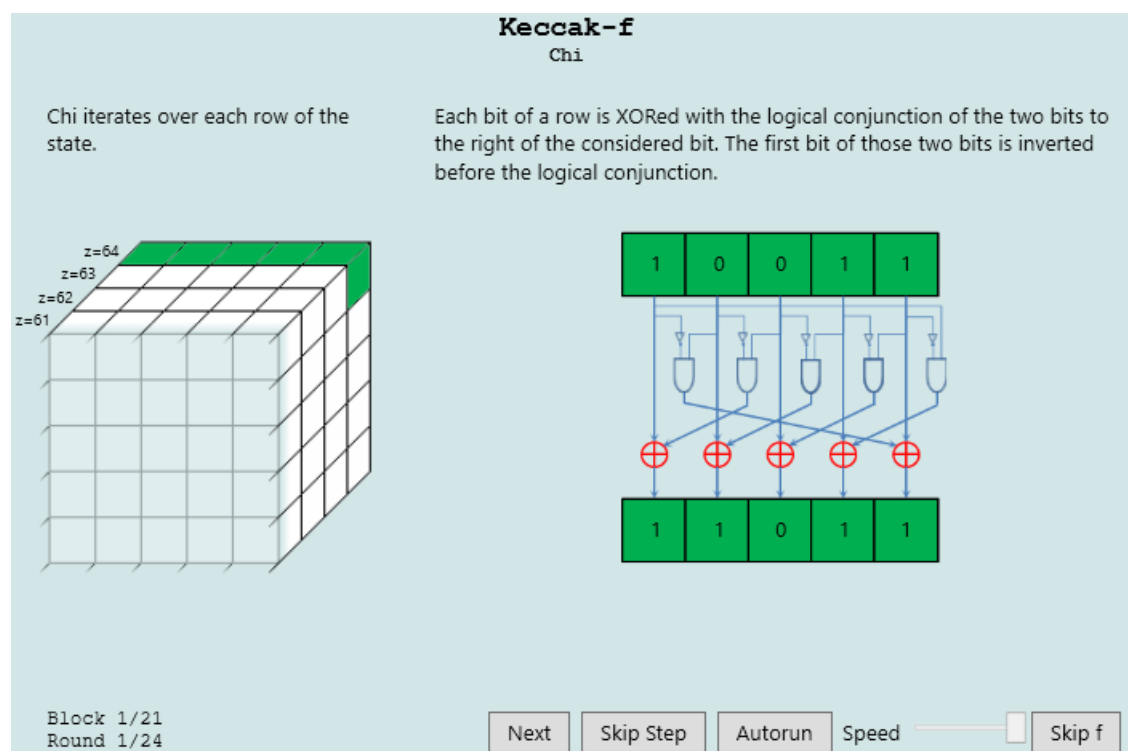 Keccak-f
Chi
Chi iterates over each row of the
state.
Each bit of a row is XORed with the logical conjunction of the two bits to
the right of the considered bit. The first bit of those two bits is inverted
before the logical conjunction.
z=64
z=63
z=62
z=61
1 0 0 1 1
1 1 0 1 1
Block 1/21
Round 1/24
Next Skip Step Autorun Speed Skip f